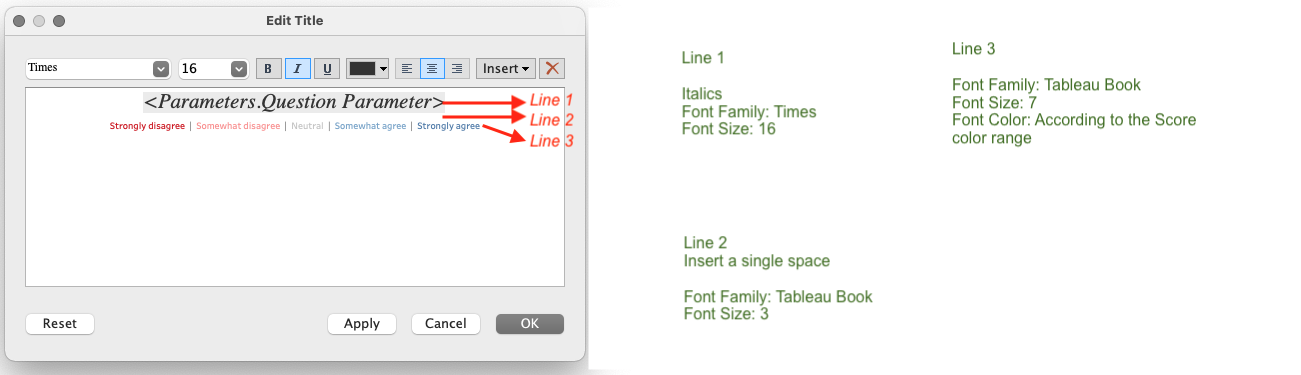 Edit Title
Times 16 B I U Insert
<Parameters.Question Parameter>
Line 1
Line 2
Strongly disagree | Somewhat disagree | Neutral | Somewhat agree | Strongly agree
Line 3
Reset Apply Cancel OK
Line 1
Italics
Font Family: Times
Font Size: 16
Line 2
Insert a single space
Font Family: Tableau Book
Font Size: 3
Line 3
Font Family: Tableau Book
Font Size: 7
Font Color: According to the Score
color range